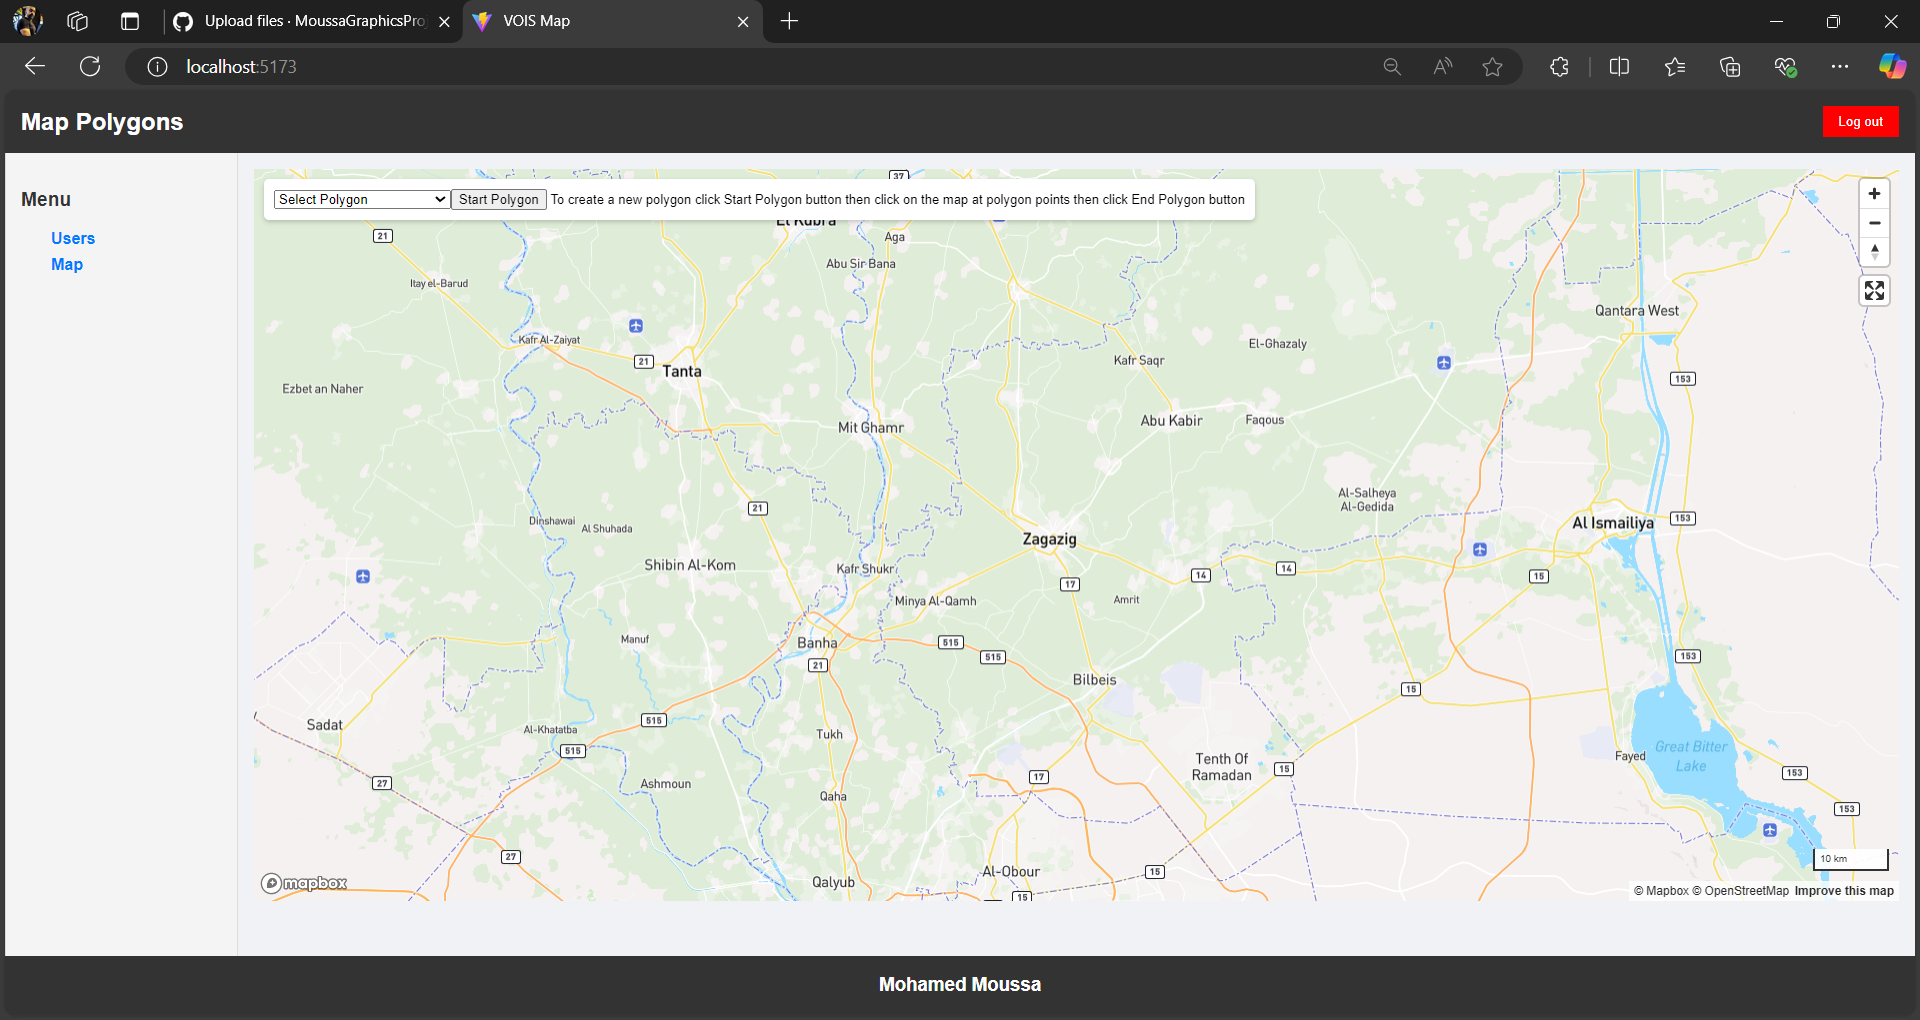 Upload files · MoussaGraphicsPro
VOIS Map
localhost:5173
Map Polygons
Log out
Menu
Users
Map
Select Polygon
Start Polygon
To create a new polygon click Start Polygon button then click on the map at polygon points then click End Polygon button
37
El Kubra
21
Aga
Abu Sir Bana
Itay el-Barud
Qantara West
Kafr Al-Zaiyat
El-Ghazaly
21
Kafr Saqr
Tanta
153
Ezbet an Naher
Mit Ghamr
Abu Kabir
Faqous
Al-Salheya
Al-Gedida
21
Dinshawai
Al Shuhada
Al Ismailiya
153
Zagazig
Shibin Al-Kom
Kafr Shukr
14
14
15
17
Minya Al-Qamh
Amrit
Manuf
Banha
515
515
153
21
Bilbeis
15
Sadat
515
Al-Khatatba
Tukh
515
Great Bitter
Lake
Fayed
Tenth Of
Ramadan
15
153
17
27
Ashmoun
Qaha
153
27
10 km
Al-Obour
15
Qalyub
15
mapbox
© Mapbox © OpenStreetMap Improve this map
Mohamed Moussa